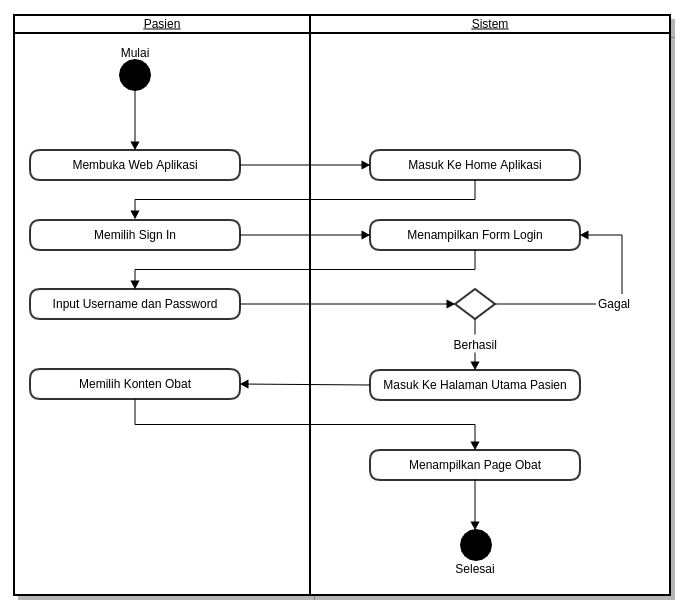 Pasien
Sistem
Mulai
Membuka Web Aplikasi
Masuk Ke Home Aplikasi
Memilih Sign In
Menampilkan Form Login
Input Username dan Password
Gagal
Berhasil
Memilih Konten Obat
Masuk Ke Halaman Utama Pasien
Menampilkan Page Obat
Selesai